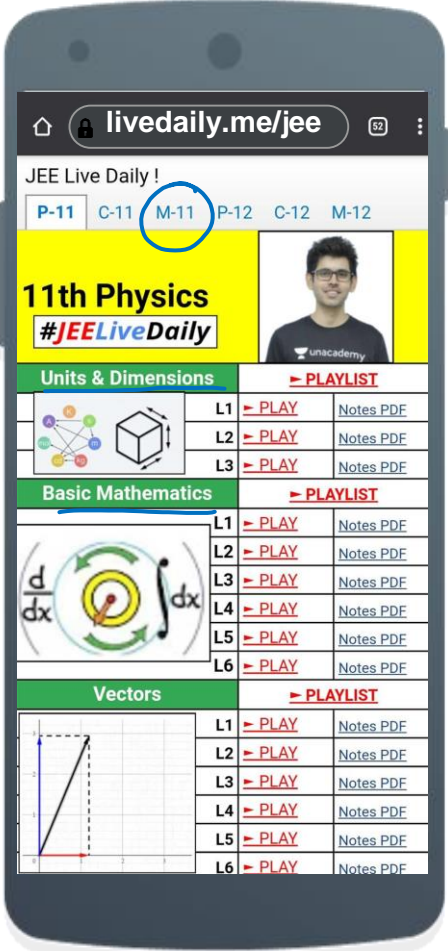 livedaily.me/jee
52
JEE Live Daily !
P-11 C-11 M-11 P-12 C-12 M-12
11th Physics
#JEELiveDaily
unacademy
Units & Dimensions ► PLAYLIST
L1 ► PLAY Notes PDF
L2 ► PLAY Notes PDF
L3 ► PLAY Notes PDF
Basic Mathematics ► PLAYLIST
L1 ► PLAY Notes PDF
L2 ► PLAY Notes PDF
L3 ► PLAY Notes PDF
L4 ► PLAY Notes PDF
L5 ► PLAY Notes PDF
L6 ► PLAY Notes PDF
d/dx ∫dx
Vectors ► PLAYLIST
L1 ► PLAY Notes PDF
L2 ► PLAY Notes PDF
L3 ► PLAY Notes PDF
L4 ► PLAY Notes PDF
L5 ► PLAY Notes PDF
L6 ► PLAY Notes PDF